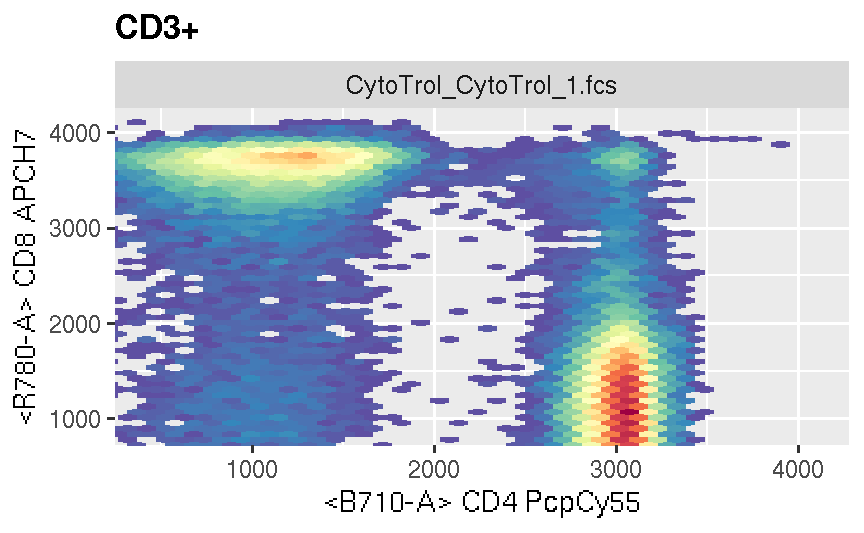 CD3+
CytoTrol_CytoTrol_1.fcs
4000
3000
2000
1000
<R780-A> CD8 APCH7
1000 2000 3000 4000
<B710-A> CD4 PcpCy55